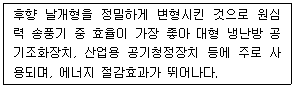 후향 날개형을 정밀하게 변형시킨 것으로 원심
력 송풍기 중 효율이 가장 좋아 대형 냉난방 공
기조화장치, 산업용 공기청정장치 등에 주로 사
용되며, 에너지 절감효과가 뛰어나다.